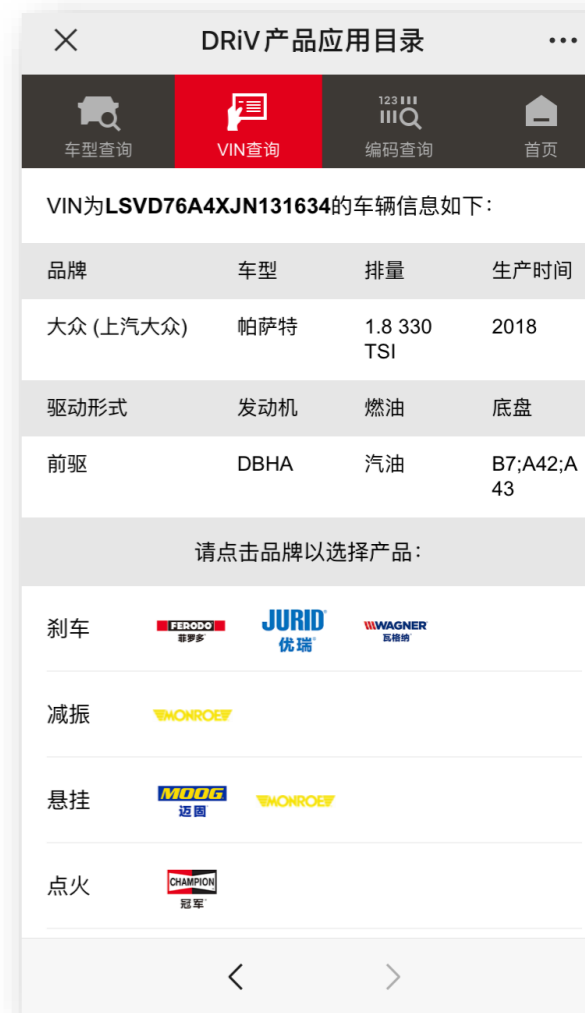 DRiV产品应用目录
车型查询
VIN查询
123
编码查询
首页
VIN为LSVD76A4XJN131634的车辆信息如下：
品牌 车型 排量 生产时间
大众 (上汽大众) 帕萨特 1.8 330 2018
TSI
驱动形式 发动机 燃油 底盘
前驱 DBHA 汽油 B7;A42;A
43
请点击品牌以选择产品：
刹车 FERODO JURID WAGNER
菲罗多 优瑞 瓦格纳
减振 MONROE
悬挂 MOOG MONROE
迈固
点火 CHAMPION
冠军